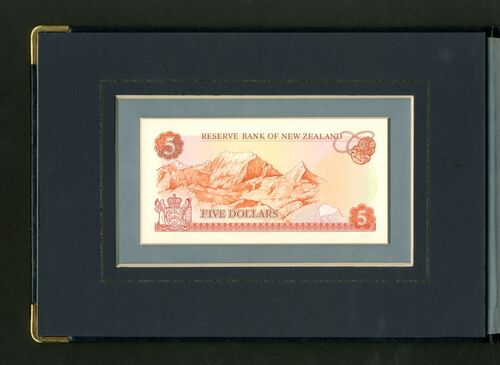 RESERVE BANK OF NEW ZEALAND
5
FIVE DOLLARS
5